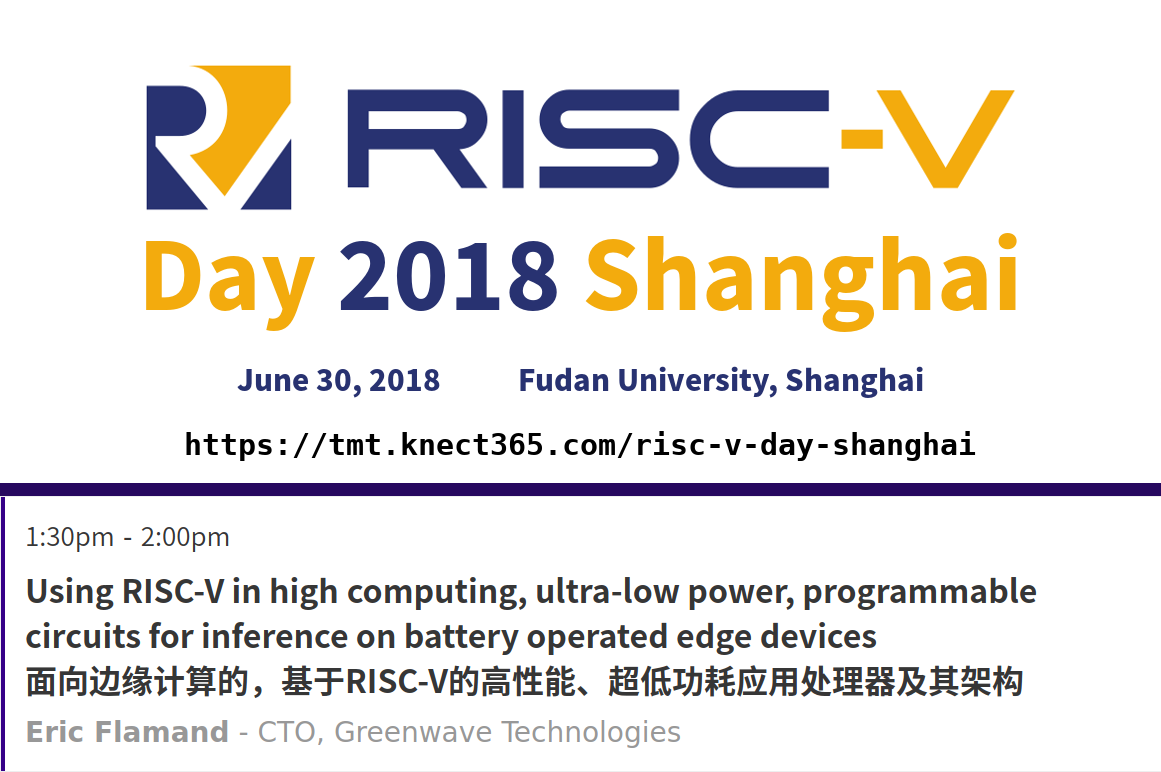 RISC-V
Day 2018 Shanghai
June 30, 2018 Fudan University, Shanghai
https://tmt.knect365.com/risc-v-day-shanghai
1:30pm - 2:00pm
Using RISC-V in high computing, ultra-low power, programmable
circuits for inference on battery operated edge devices
面向边缘计算的，基于RISC-V的高性能、超低功耗应用处理器及其架构
Eric Flamand - CTO, Greenwave Technologies